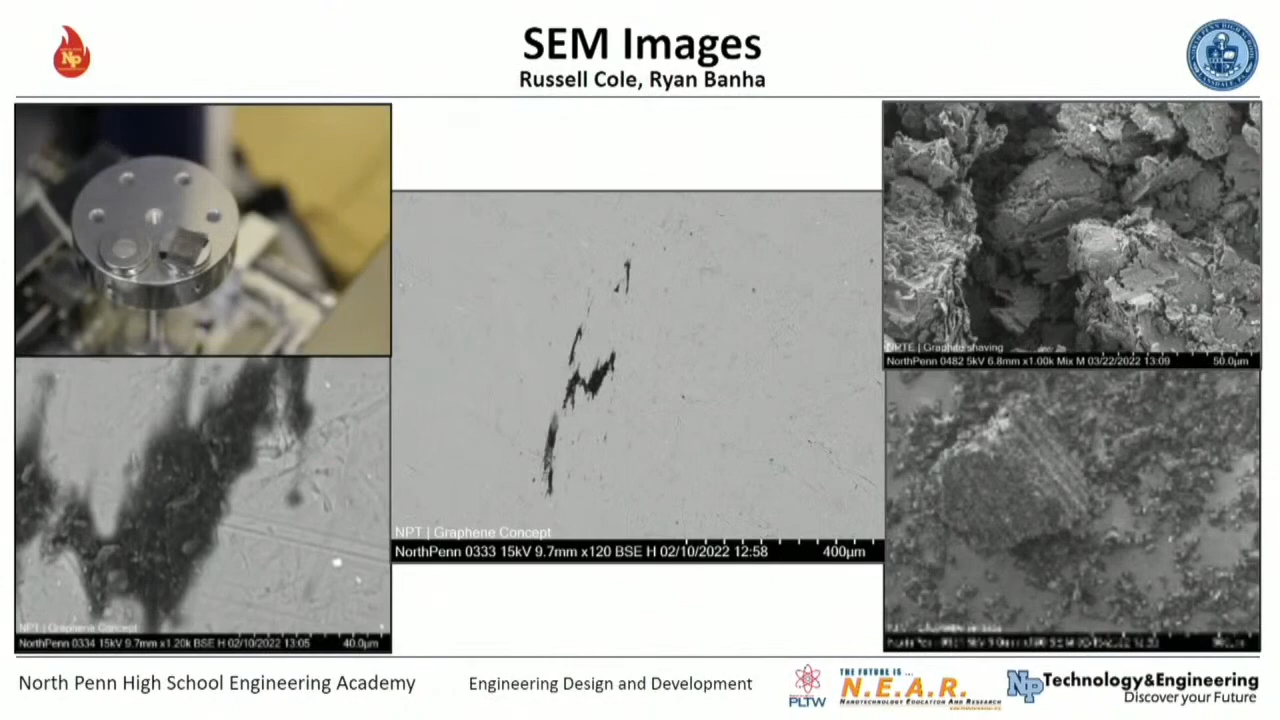 SEM Images
Russell Cole, Ryan Banha
NP
NPTE | Graphite shaving
NorthPenn 0482 5kV 6.8mm x1.00k Mix M 03/22/2022 13:09 50.0µm
NPT | Graphene Concept
NorthPenn 0333 15kV 9.7mm x120 BSE H 02/10/2022 12:58 400µm
NPT | Graphene Concept
NorthPenn 0334 15kV 9.7mm x1.20k BSE H 02/10/2022 13:05 40.0µm
North Penn High School Engineering Academy
Engineering Design and Development
PLTW
THE FUTURE IS ...
N.E.A.R.
NANOTECHNOLOGY EDUCATION AND RESEARCH
NP Technology&Engineering
Discover your Future